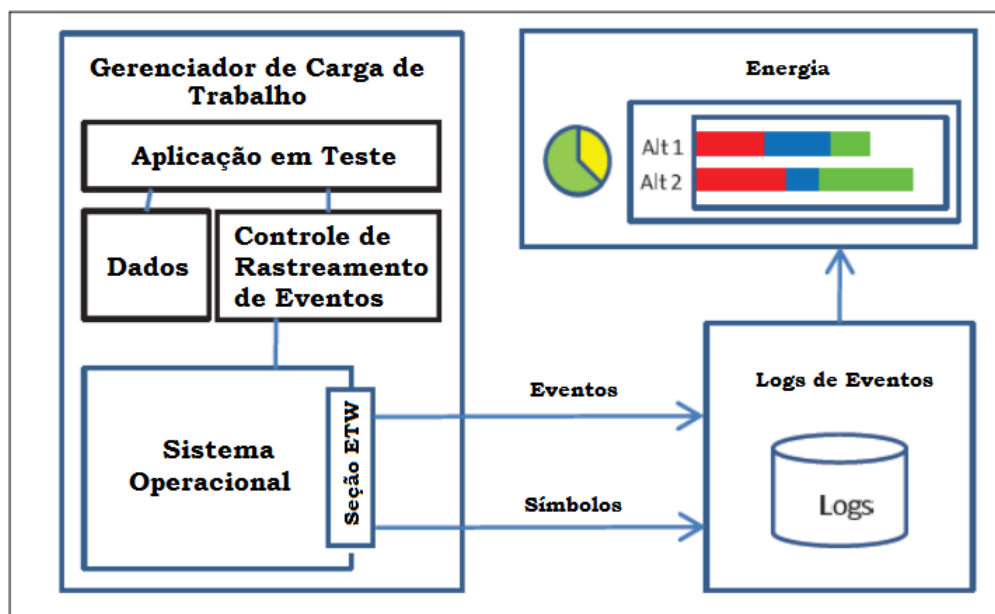 Gerenciador de Carga de
Trabalho
Aplicação em Teste
Dados
Controle de
Rastreamento
de Eventos
Sistema
Operacional
Seção ETW
Eventos
Símbolos
Energia
Alt 1
Alt 2
Logs de Eventos
Logs